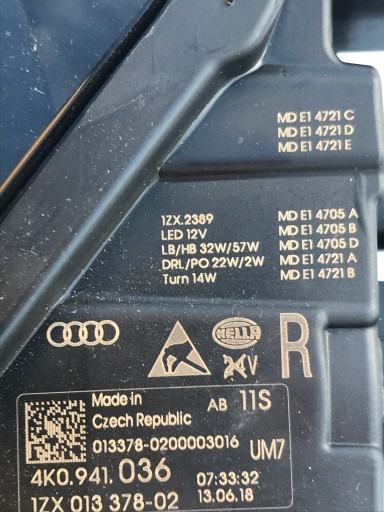 MD E1 4721 C
MD E1 4721 D
MD E1 4721 E
1ZX.2389
LED 12V
LB/HB 32W/57W
DRL/PO 22W/2W
Turn 14W
MD E1 4705 A
MD E1 4705 B
MD E1 4705 D
MD E1 4721 A
MD E1 4721 B
HELLA
V
R
Made in
Czech Republic
AB 11S
013378-0200003016
UM7
4K0.941.036
07:33:32
1ZX 013 378-02
13.06.18